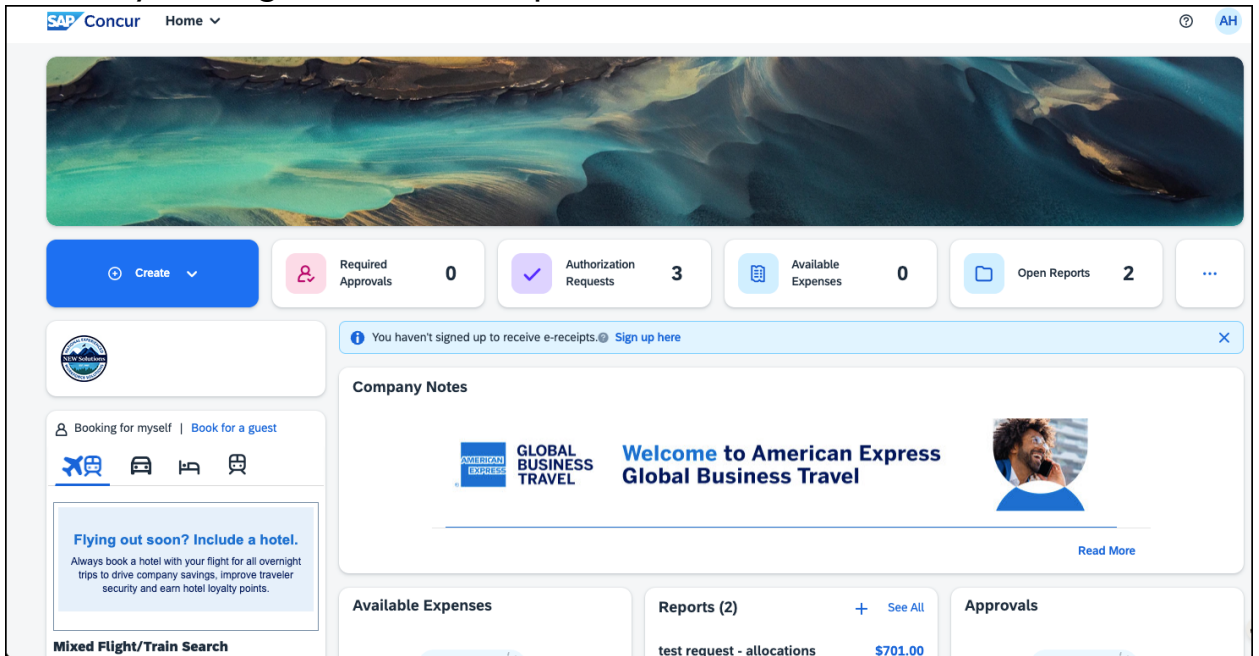 SAP Concur Home
AH
Create
Required
Approvals 0
Authorization
Requests 3
Available
Expenses 0
Open Reports 2
...
NEW Solutions
You haven't signed up to receive e-receipts. Sign up here
Company Notes
Booking for myself | Book for a guest
AMERICAN
EXPRESS
GLOBAL
BUSINESS
TRAVEL
Welcome to American Express
Global Business Travel
Read More
Flying out soon? Include a hotel.
Always book a hotel with your flight for all overnight
trips to drive company savings, improve traveler
security and earn hotel loyalty points.
Mixed Flight/Train Search
Available Expenses
Reports (2) + See All
test request - allocations $701.00
Approvals